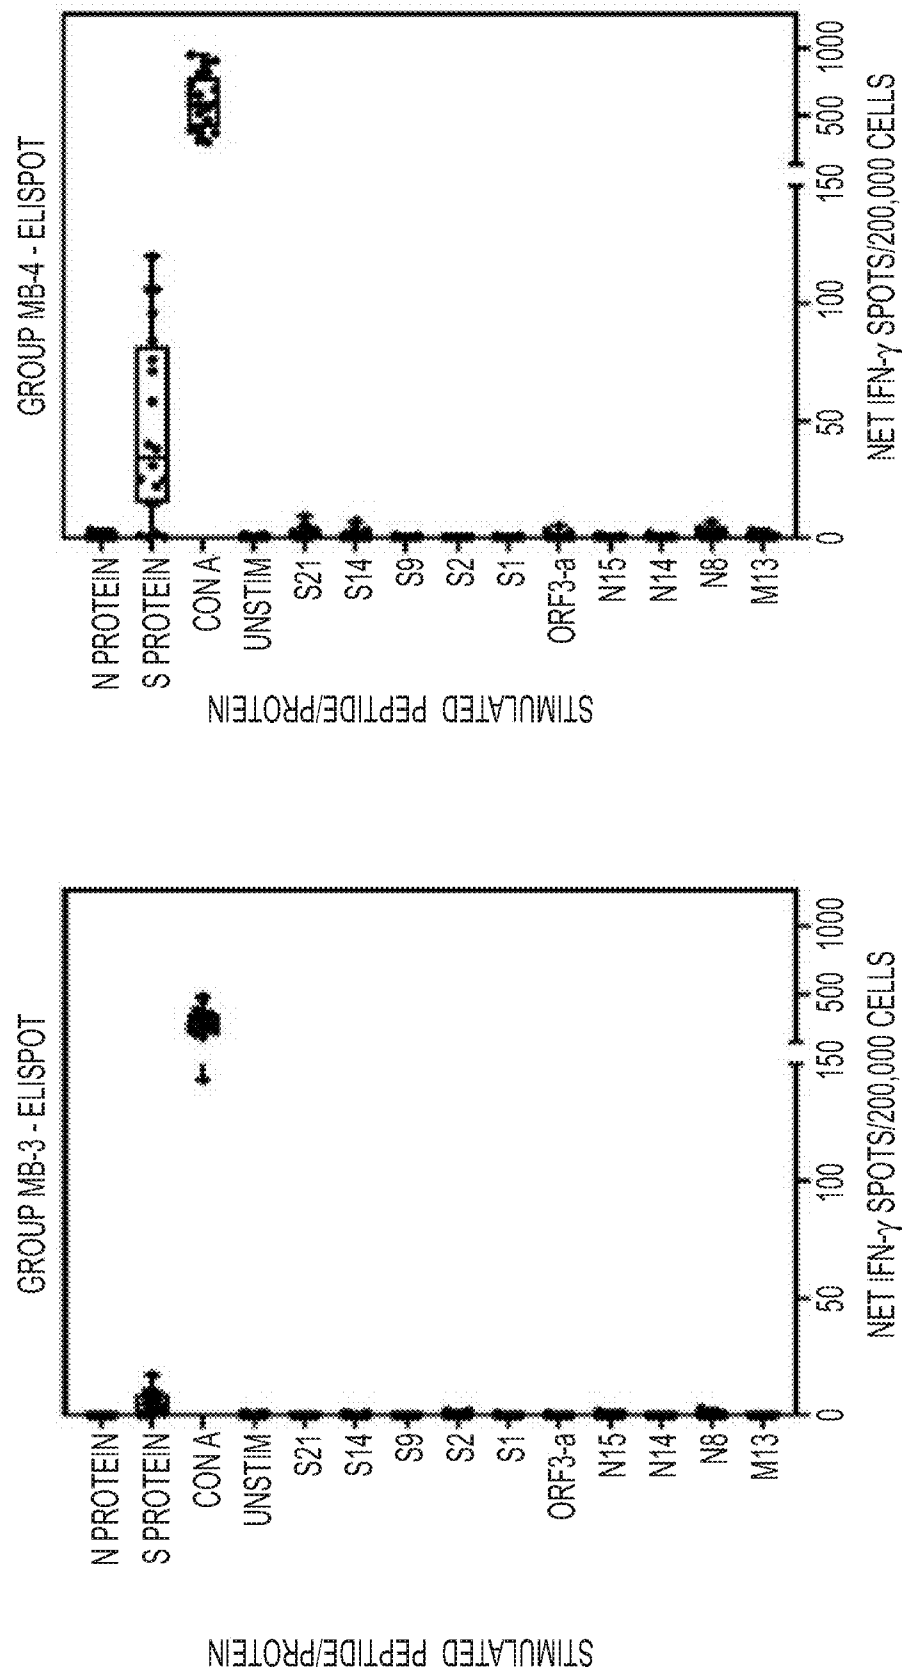 GROUP MB-3 - ELISPOT
STIMULATED PEPTIDE/PROTEIN
N PROTEIN
S PROTEIN
CON A
UNSTIM
S21
S14
S9
S2
S1
ORF3-a
N15
N14
N8
M13
0
50
100
150
500
1000
NET IFN-γ SPOTS/200,000 CELLS
GROUP MB-4 - ELISPOT
STIMULATED PEPTIDE/PROTEIN
N PROTEIN
S PROTEIN
CON A
UNSTIM
S21
S14
S9
S2
S1
ORF3-a
N15
N14
N8
M13
0
50
100
150
500
1000
NET IFN-γ SPOTS/200,000 CELLS